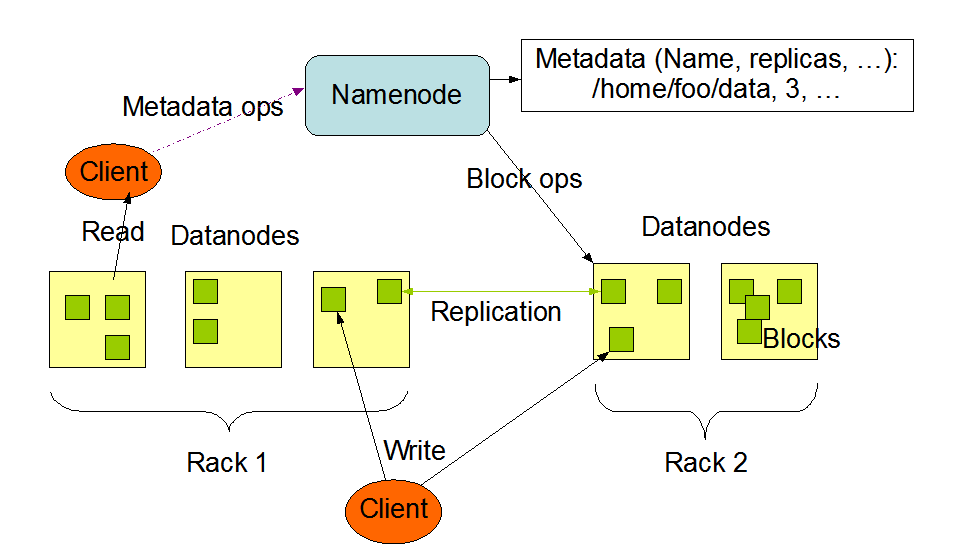 Metadata (Name, replicas, …):
/home/foo/data, 3, …
Namenode
Metadata ops
Client
Block ops
Read
Datanodes
Datanodes
Replication
Blocks
Rack 1
Write
Rack 2
Client